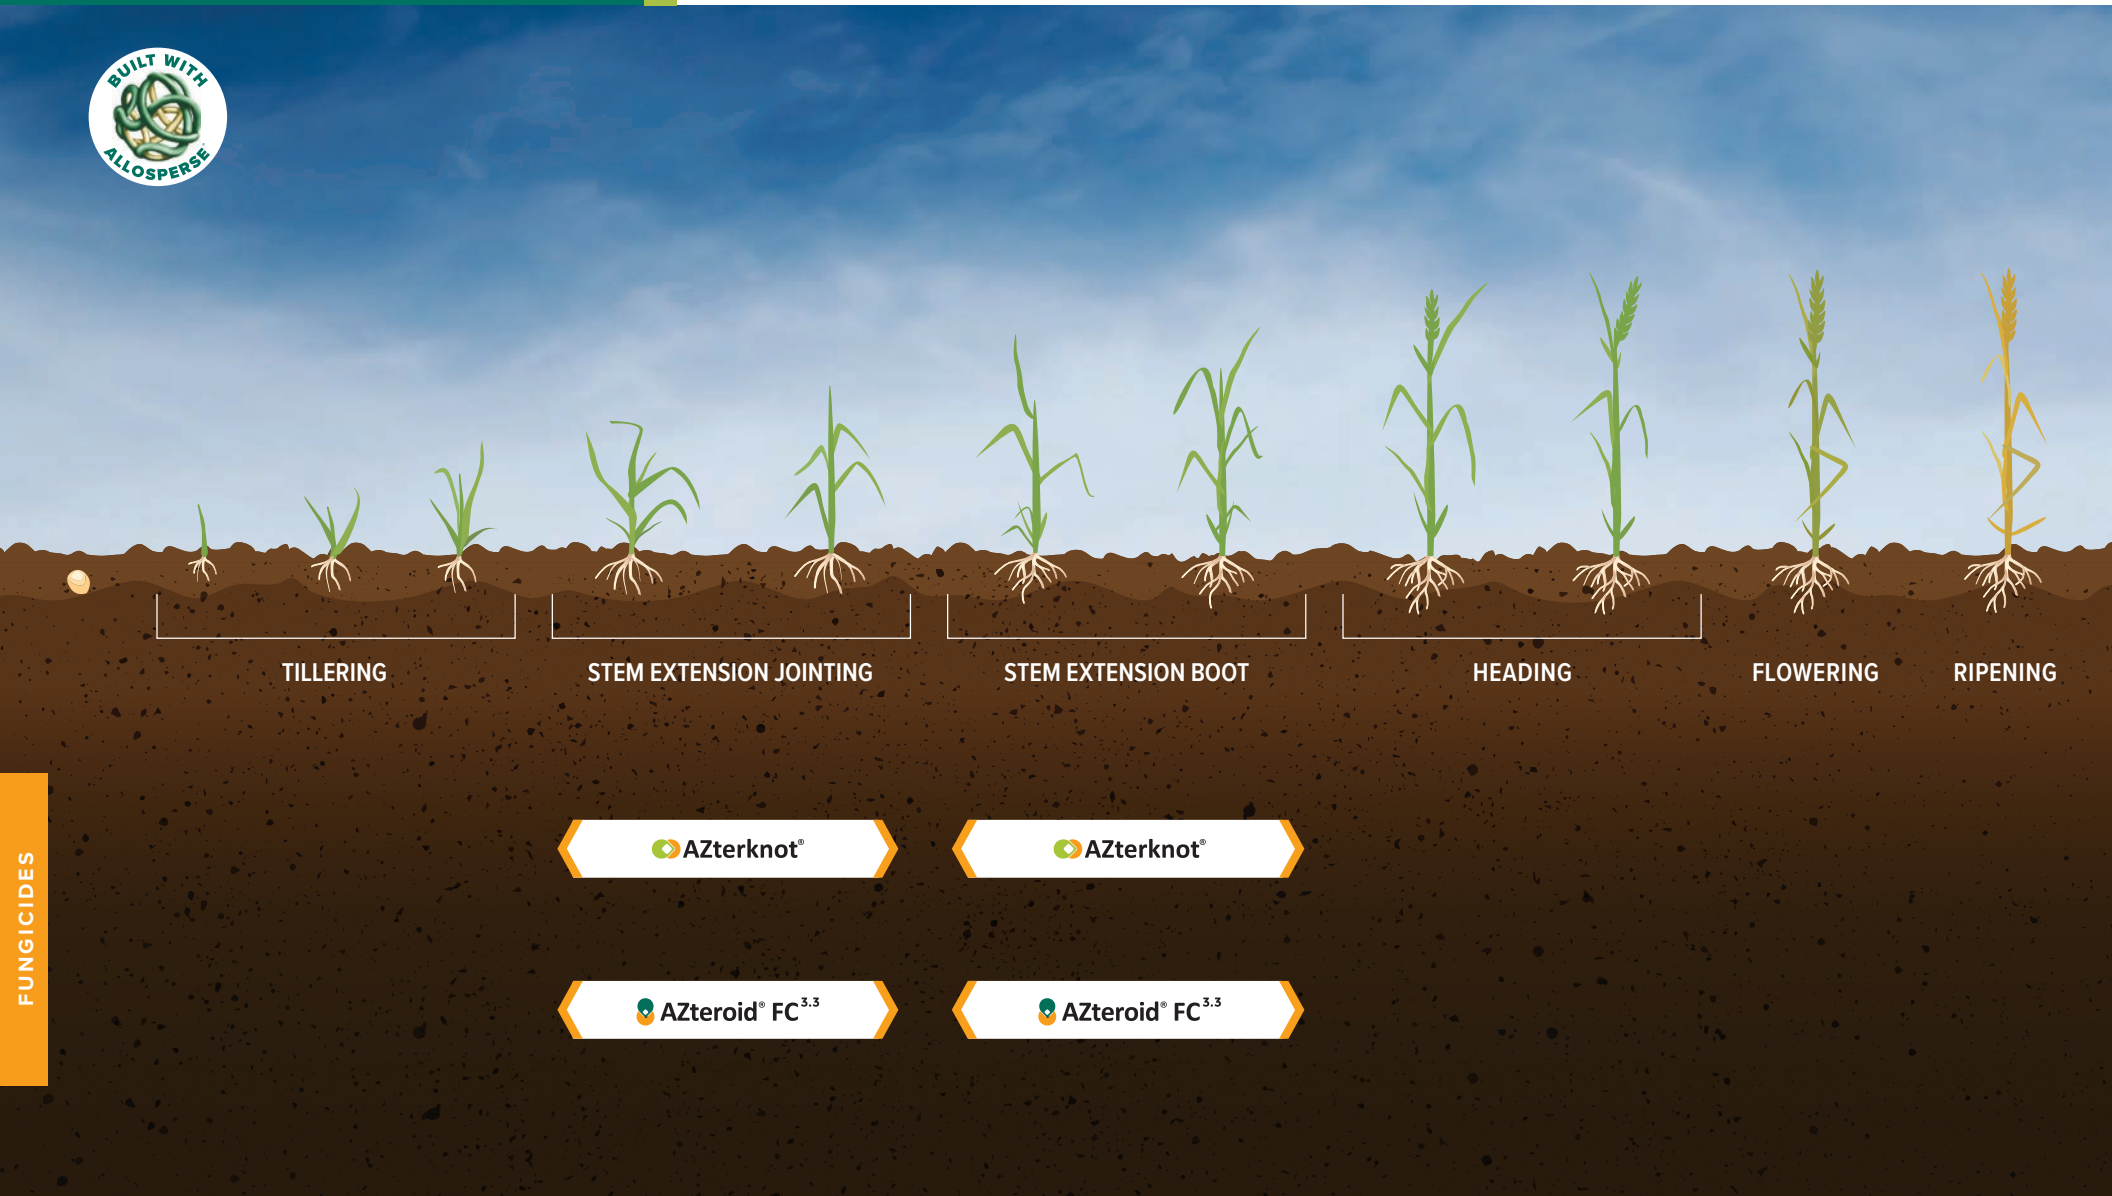 BUILT WITH
ALLOSPERSE®
TILLERING
STEM EXTENSION JOINTING
STEM EXTENSION BOOT
HEADING
FLOWERING
RIPENING
FUNGICIDES
AZterknot®
AZterknot®
AZteroid® FC3.3
AZteroid® FC3.3